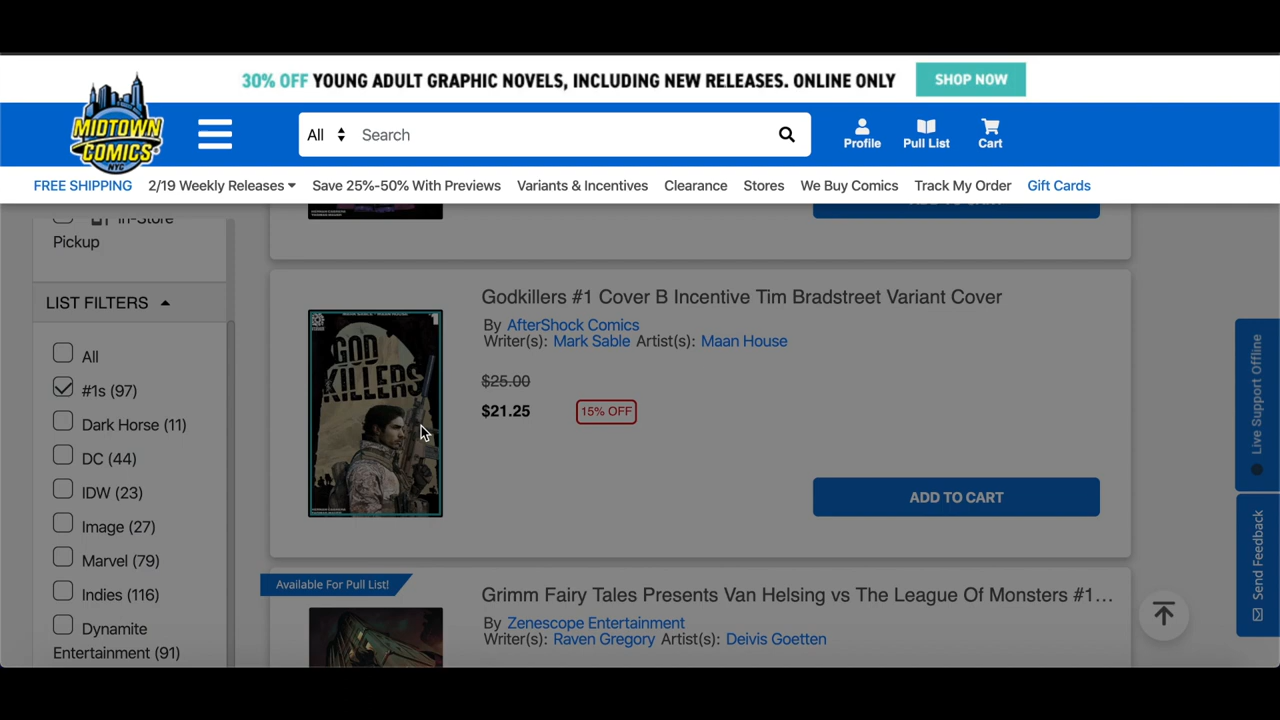 30% OFF YOUNG ADULT GRAPHIC NOVELS, INCLUDING NEW RELEASES. ONLINE ONLY
SHOP NOW
MIDTOWN
COMICS
NYC
All
Search
Profile
Pull List
Cart
FREE SHIPPING
2/19 Weekly Releases
Save 25%-50% With Previews
Variants & Incentives
Clearance
Stores
We Buy Comics
Track My Order
Gift Cards
In-Store
Pickup
LIST FILTERS
All
#1s (97)
Dark Horse (11)
DC (44)
IDW (23)
Image (27)
Marvel (79)
Indies (116)
Dynamite
Entertainment (91)
ADD TO CART
Godkillers #1 Cover B Incentive Tim Bradstreet Variant Cover
By AfterShock Comics
Writer(s): Mark Sable Artist(s): Maan House
$25.00
$21.25
15% OFF
ADD TO CART
GOD
KILLERS
Available For Pull List!
Grimm Fairy Tales Presents Van Helsing vs The League Of Monsters #1...
By Zenescope Entertainment
Writer(s): Raven Gregory Artist(s): Deivis Goetten
Live Support Offline
Send Feedback